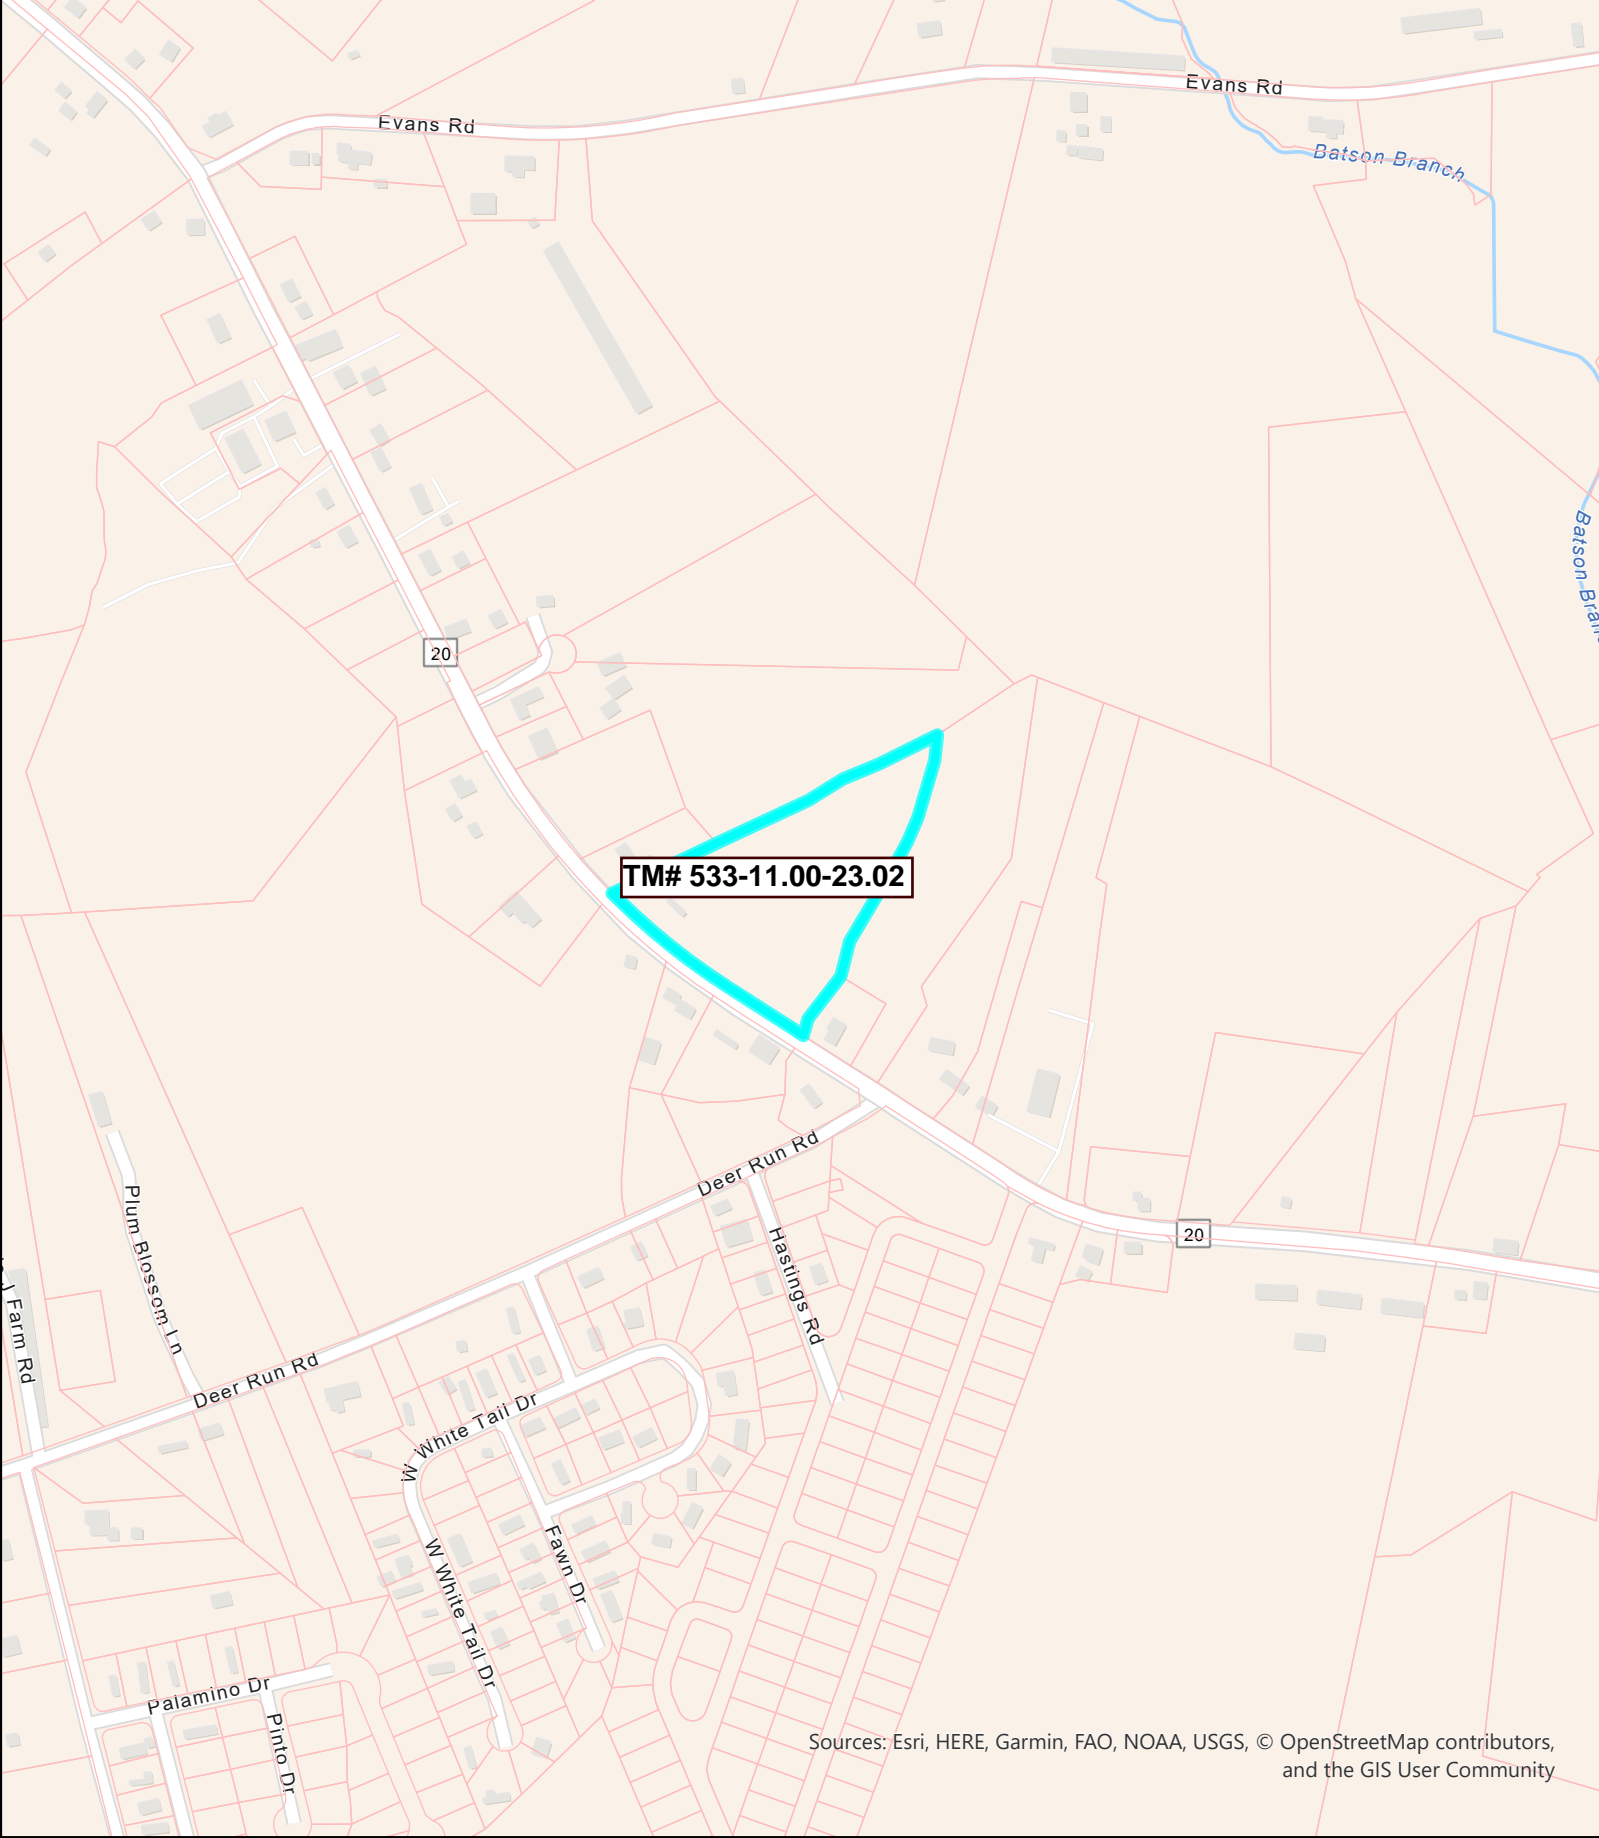 Evans Rd
Evans Rd
Batson Branch
Batson
20
TM# 533-11.00-23.02
Deer Run Rd
Hastings Rd
20
Plum Blossom Ln
Farm Rd
Deer Run Rd
W White Tail Dr
W White Tail Dr
Fawn Dr
Palamino Dr
Pinto Dr
Sources: Esri, HERE, Garmin, FAO, NOAA, USGS, © OpenStreetMap contributors,
and the GIS User Community